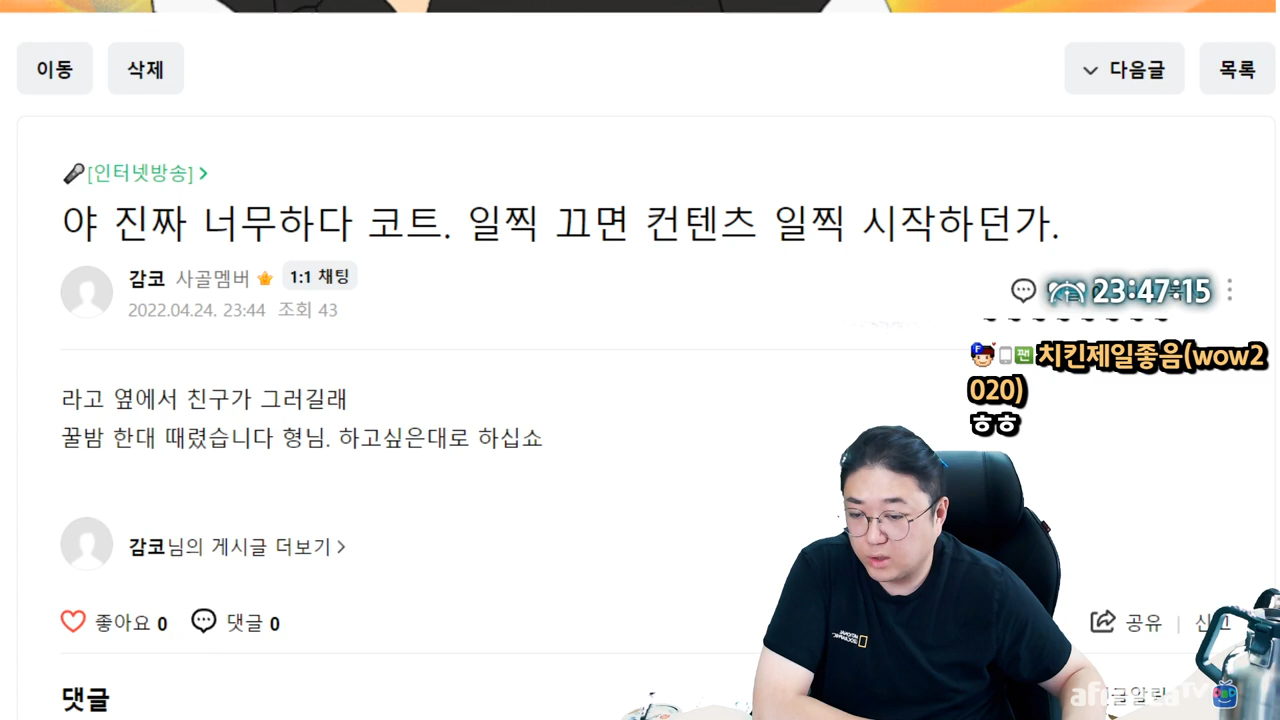 이동
삭제
다음글
목록
[인터넷방송]
야 진짜 너무하다 코트. 일찍 끄면 컨텐츠 일찍 시작하던가.
감코 사골멤버 1:1 채팅
2022.04.24. 23:44 조회 43
23:47:15
F 팬 치킨제일좋음(wow2
020)
ㅎㅎ
라고 옆에서 친구가 그러길래
꿀밤 한대 때렸습니다 형님. 하고싶은대로 하십쇼
감코님의 게시글 더보기
좋아요 0 댓글 0
공유
댓글